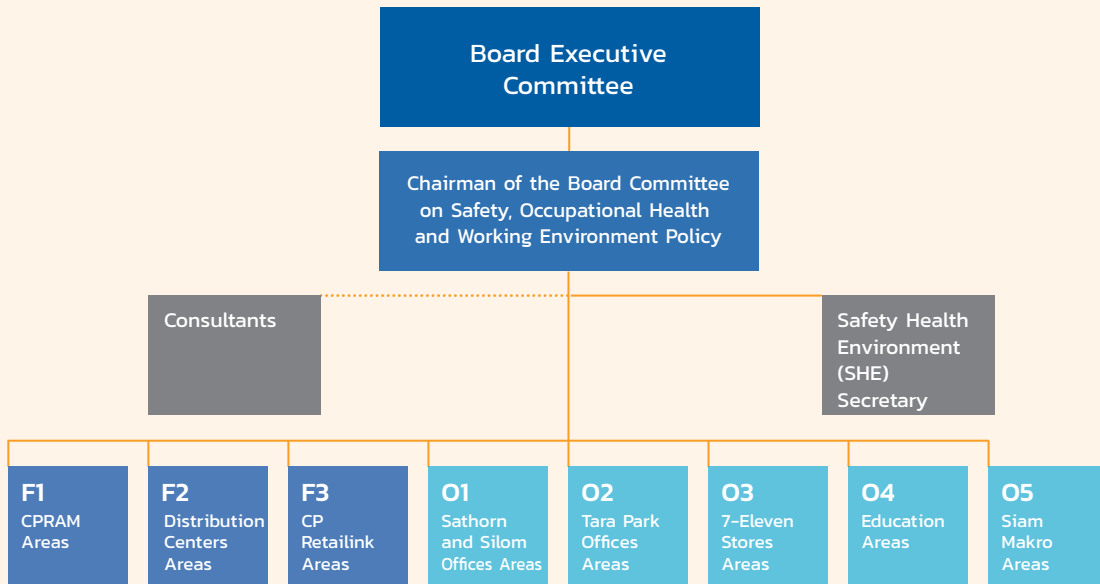 Board Executive
Committee
Chairman of the Board Committee
on Safety, Occupational Health
and Working Environment Policy
Consultants
Safety Health
Environment
(SHE)
Secretary
F1
CPRAM
Areas
F2
Distribution
Centers
Areas
F3
CP
Retailink
Areas
O1
Sathorn
and Silom
Offices Areas
O2
Tara Park
Offices
Areas
O3
7-Eleven
Stores
Areas
O4
Education
Areas
O5
Siam
Makro
Areas